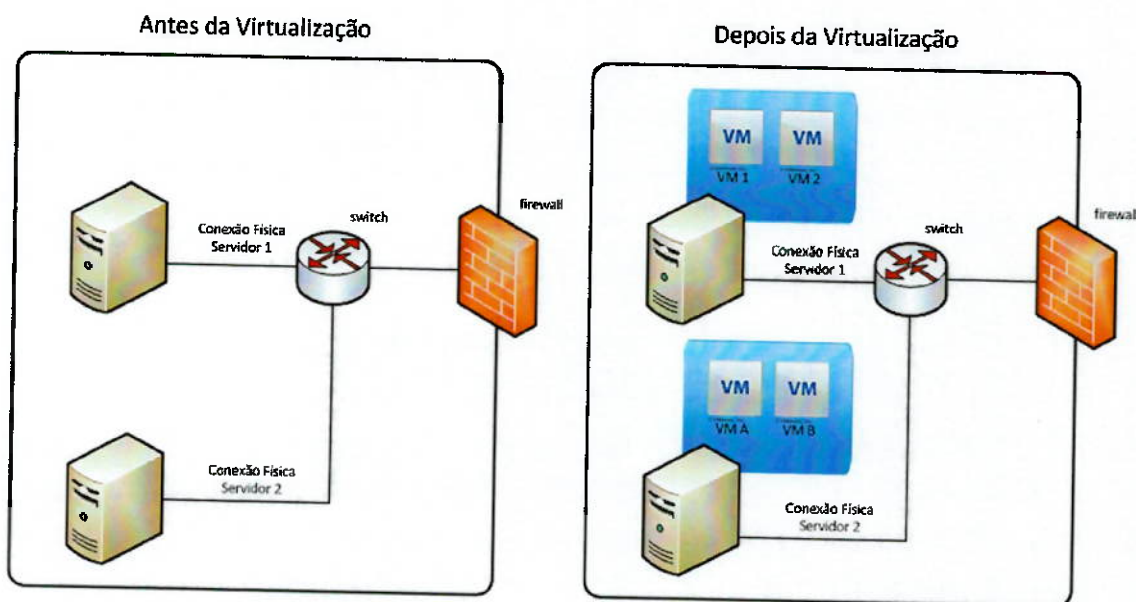 Antes da Virtualização
Conexão Física
Servidor 1
switch
firewall
Conexão Física
Servidor 2
Depois da Virtualização
VM
VM
VM 1
VM 2
Conexão Física
Servidor 1
switch
firewall
VM
VM
VM A
VM B
Conexão Física
Servidor 2